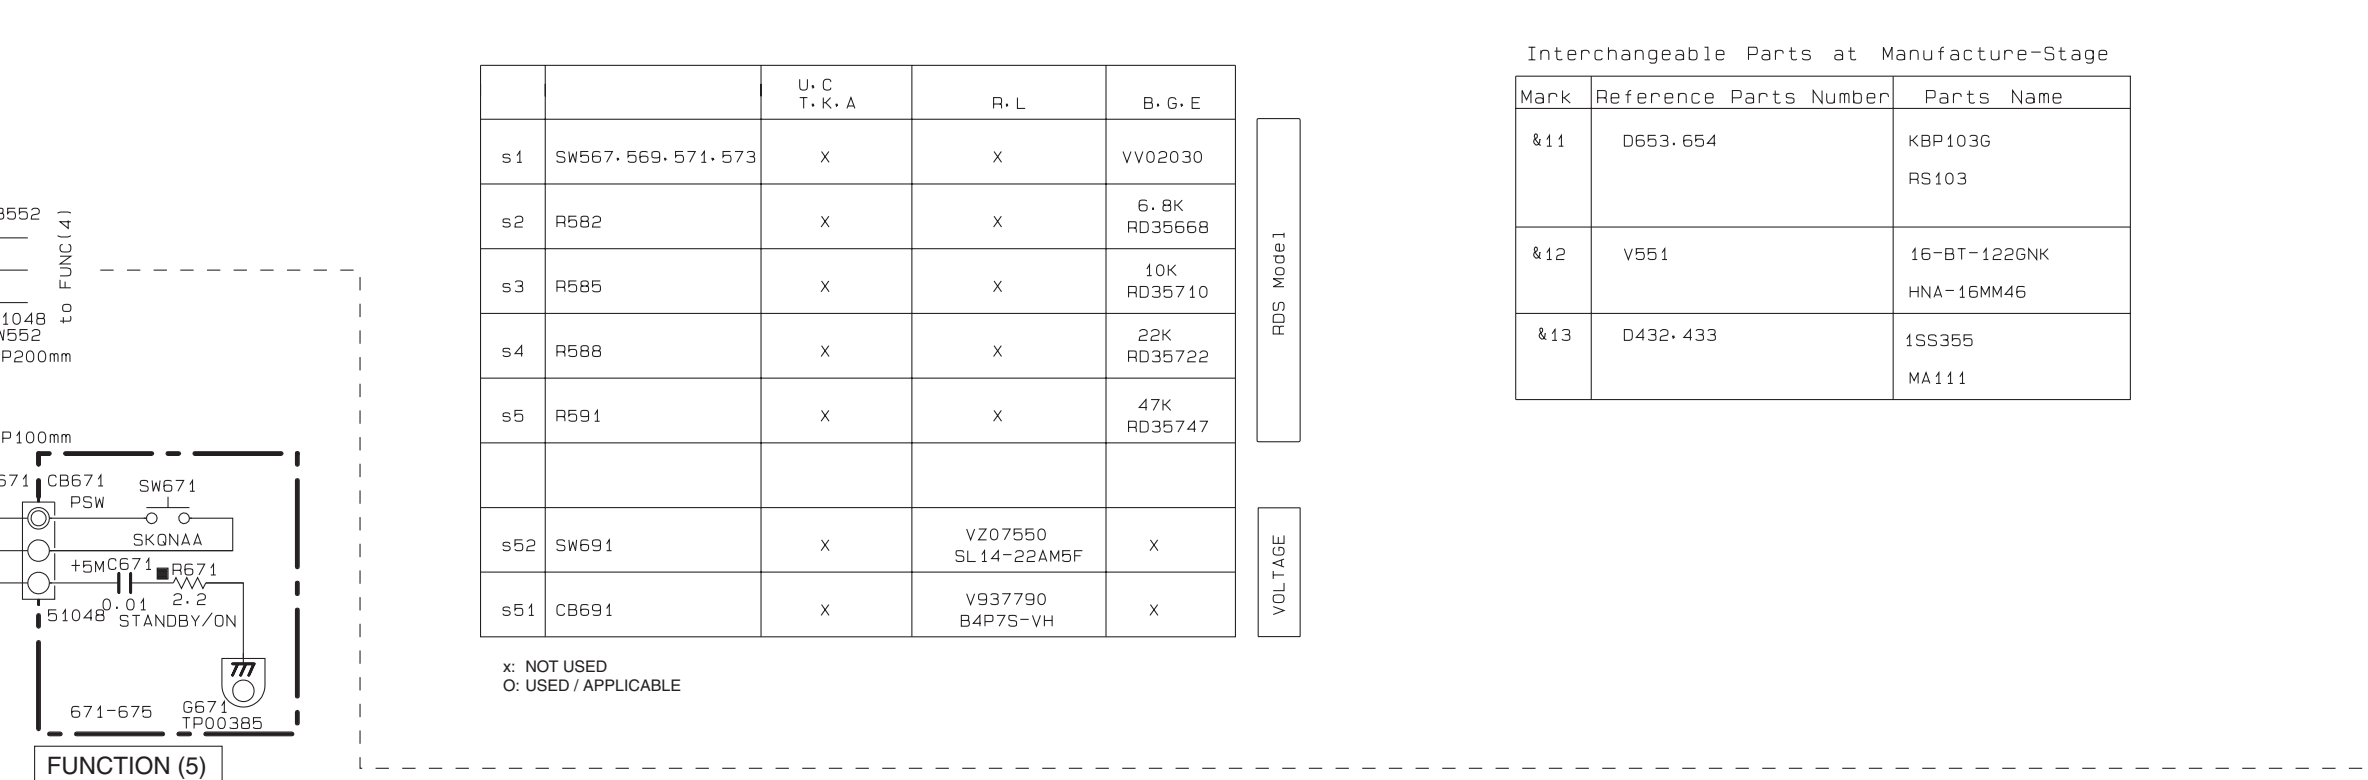 to FUNC(4)
1048
P200mm
P100mm
CB671
PSW
SW671
SKQNAA
+5M
C671
R671
0.01
2.2
51048
STANDBY/ON
671-675
G671
TP00385
FUNCTION (5)
U.C
T.K.A
R.L
B.G.E
s1 SW567.569.571.573 X X VV02030
6.8K
s2 R582 X X RD35668
10K
s3 R585 X X RD35710
22K
s4 R588 X X RD35722
47K
s5 R591 X X RD35747
VZ07550
s52 SW691 X SL14-22AM5F X
V937790
s51 CB691 X B4P7S-VH X
RDS Model
VOLTAGE
x: NOT USED
O: USED / APPLICABLE
Interchangeable Parts at Manufacture-Stage
Mark Reference Parts Number Parts Name
&11 D653.654 KBP103G
RS103
&12 V551 16-BT-122GNK
HNA-16MM46
&13 D432.433 1SS355
MA111